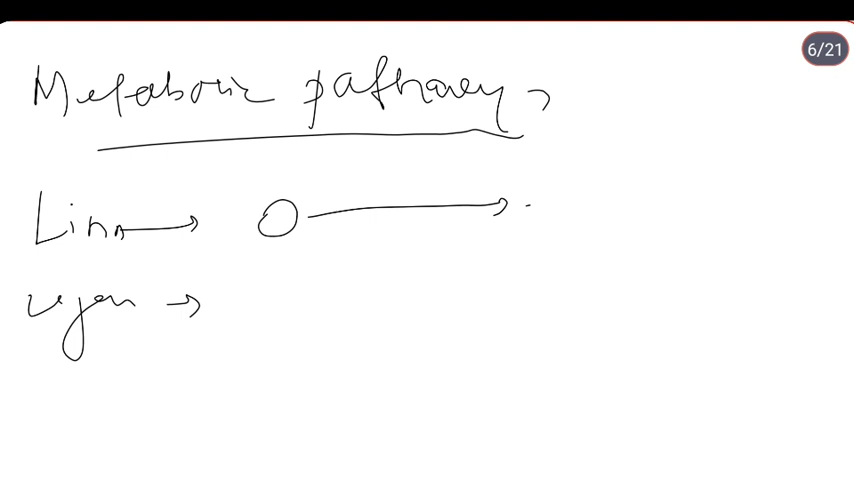 6/21
Metabolic pathway →
Lin →
→